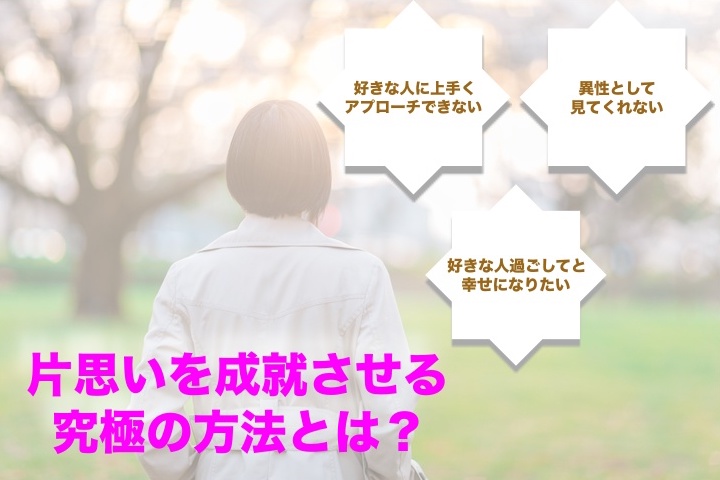 好きな人に上手く
アプローチできない
異性として
見てくれない
好きな人過ごしてと
幸せになりたい
片思いを成就させる
究極の方法とは？